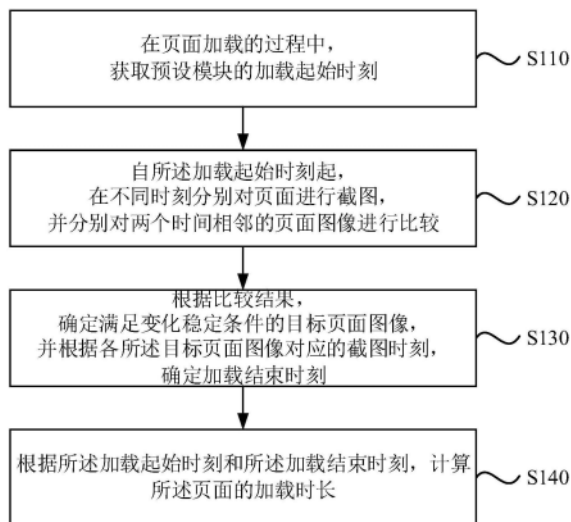 在页面加载的过程中，
获取预设模块的加载起始时刻
S110
自所述加载起始时刻起，
在不同时刻分别对页面进行截图，
并分别对两个时间相邻的页面图像进行比较
S120
根据比较结果，
确定满足变化稳定条件的目标页面图像，
并根据各所述目标页面图像对应的截图时刻，
确定加载结束时刻
S130
根据所述加载起始时刻和所述加载结束时刻，计算
所述页面的加载时长
S140